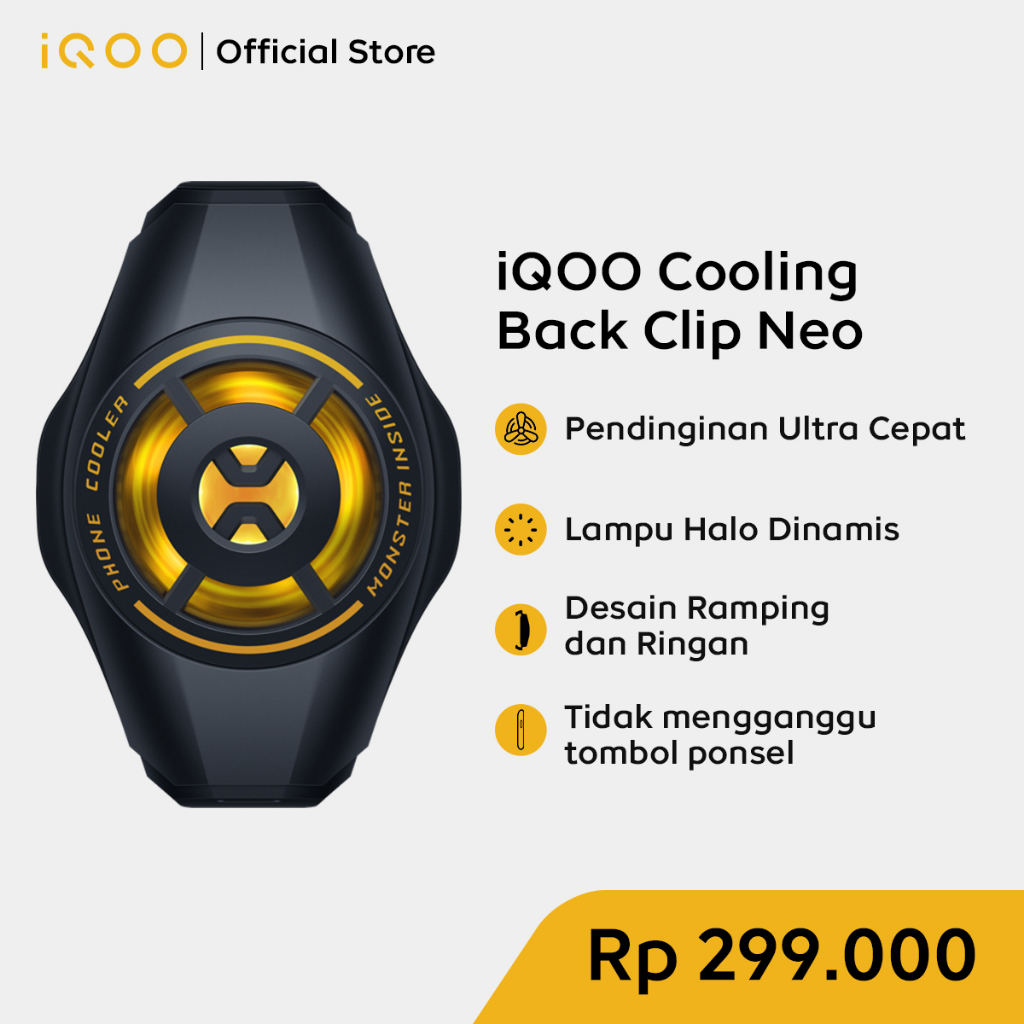 iQOO | Official Store
iQOO Cooling
Back Clip Neo
PHONE COOLER
MONSTER INSIDE
Pendinginan Ultra Cepat
Lampu Halo Dinamis
Desain Ramping
dan Ringan
Tidak mengganggu
tombol ponsel
Rp 299.000